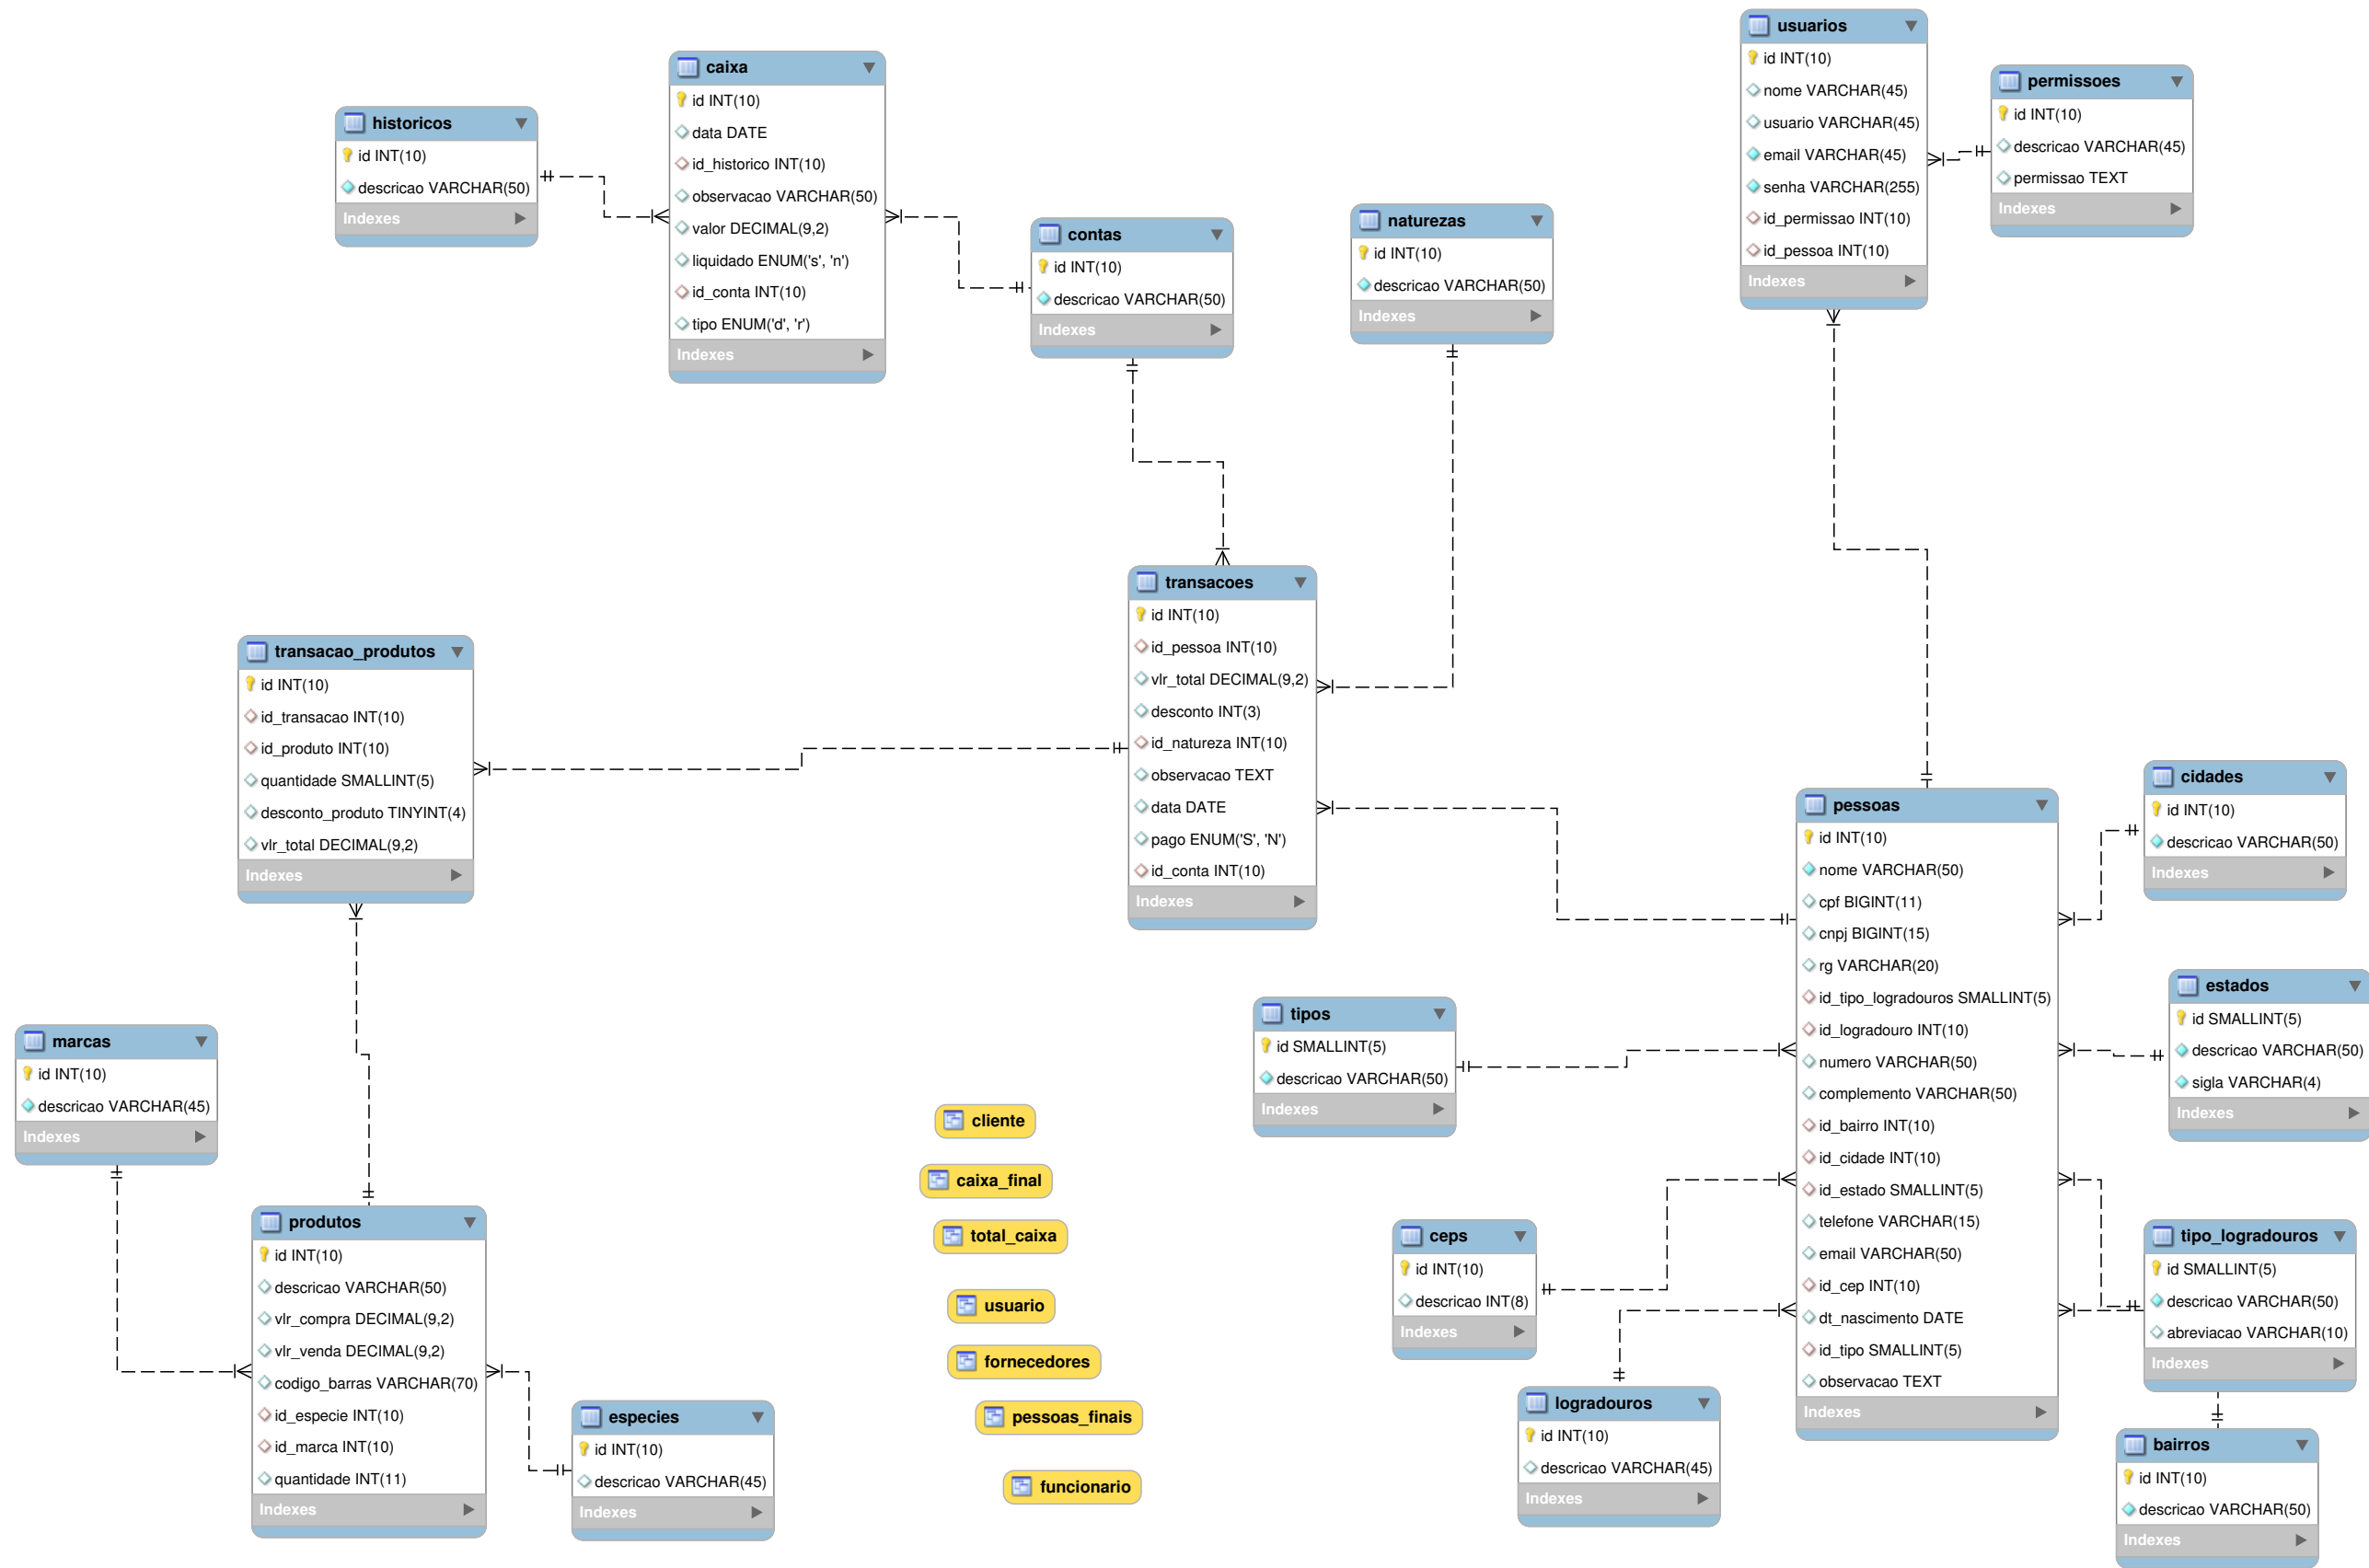 usuarios
id INT(10)
nome VARCHAR(45)
usuario VARCHAR(45)
email VARCHAR(45)
senha VARCHAR(255)
id_permissao INT(10)
id_pessoa INT(10)
Indexes
caixa
id INT(10)
data DATE
id_historico INT(10)
observacao VARCHAR(50)
valor DECIMAL(9,2)
liquidado ENUM('s', 'n')
id_conta INT(10)
tipo ENUM('d', 'r')
Indexes
permissoes
id INT(10)
descricao VARCHAR(45)
permissao TEXT
Indexes
historicos
id INT(10)
descricao VARCHAR(50)
Indexes
contas
id INT(10)
descricao VARCHAR(50)
Indexes
naturezas
id INT(10)
descricao VARCHAR(50)
Indexes
transacoes
id INT(10)
id_pessoa INT(10)
vlr_total DECIMAL(9,2)
desconto INT(3)
id_natureza INT(10)
observacao TEXT
data DATE
pago ENUM('S', 'N')
id_conta INT(10)
Indexes
transacao_produtos
id INT(10)
id_transacao INT(10)
id_produto INT(10)
quantidade SMALLINT(5)
desconto_produto TINYINT(4)
vlr_total DECIMAL(9,2)
Indexes
pessoas
id INT(10)
nome VARCHAR(50)
cpf BIGINT(11)
cnpj BIGINT(15)
rg VARCHAR(20)
id_tipo_logradouros SMALLINT(5)
id_logradouro INT(10)
numero VARCHAR(50)
complemento VARCHAR(50)
id_bairro INT(10)
id_cidade INT(10)
id_estado SMALLINT(5)
telefone VARCHAR(15)
email VARCHAR(50)
id_cep INT(10)
dt_nascimento DATE
id_tipo SMALLINT(5)
observacao TEXT
Indexes
cidades
id INT(10)
descricao VARCHAR(50)
Indexes
estados
id SMALLINT(5)
descricao VARCHAR(50)
sigla VARCHAR(4)
Indexes
tipos
id SMALLINT(5)
descricao VARCHAR(50)
Indexes
marcas
id INT(10)
descricao VARCHAR(45)
Indexes
cliente
caixa_final
total_caixa
usuario
fornecedores
pessoas_finais
funcionario
produtos
id INT(10)
descricao VARCHAR(50)
vlr_compra DECIMAL(9,2)
vlr_venda DECIMAL(9,2)
codigo_barras VARCHAR(70)
id_especie INT(10)
id_marca INT(10)
quantidade INT(11)
Indexes
ceps
id INT(10)
descricao INT(8)
Indexes
tipo_logradouros
id SMALLINT(5)
descricao VARCHAR(50)
abreviacao VARCHAR(10)
Indexes
logradouros
id INT(10)
descricao VARCHAR(45)
Indexes
especies
id INT(10)
descricao VARCHAR(45)
Indexes
bairros
id INT(10)
descricao VARCHAR(50)
Indexes